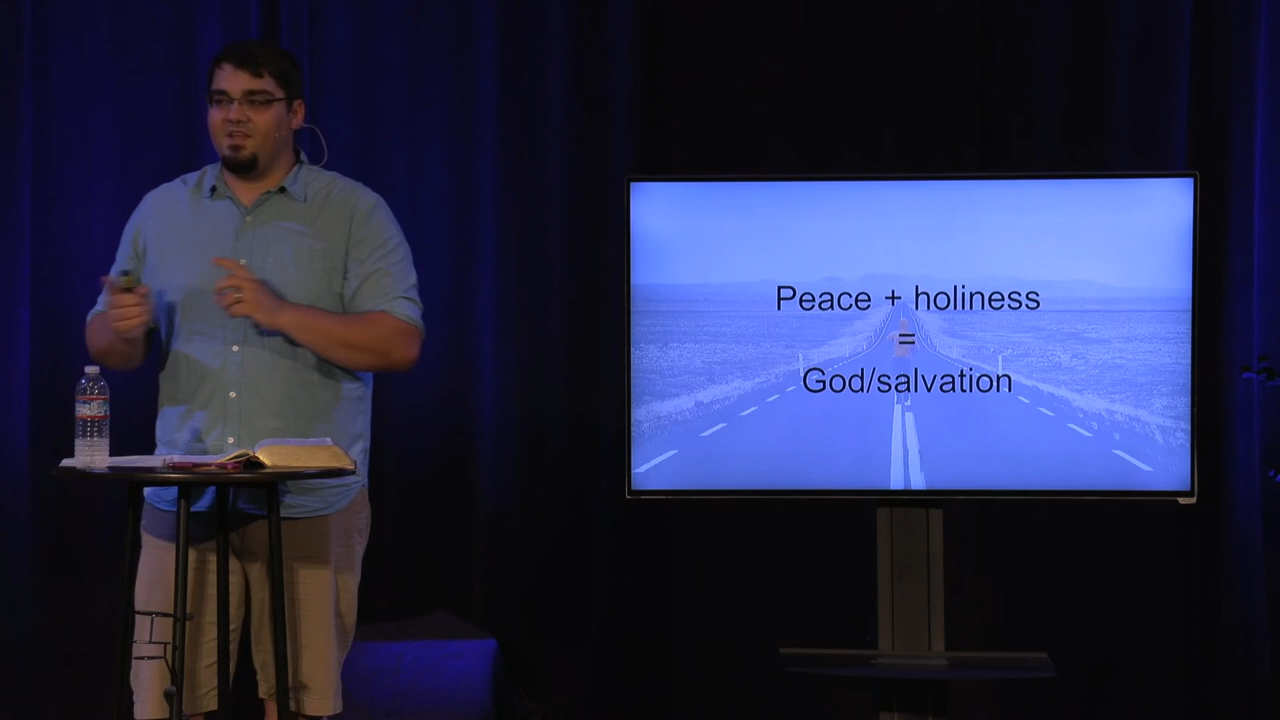 Peace + holiness
=
God/salvation